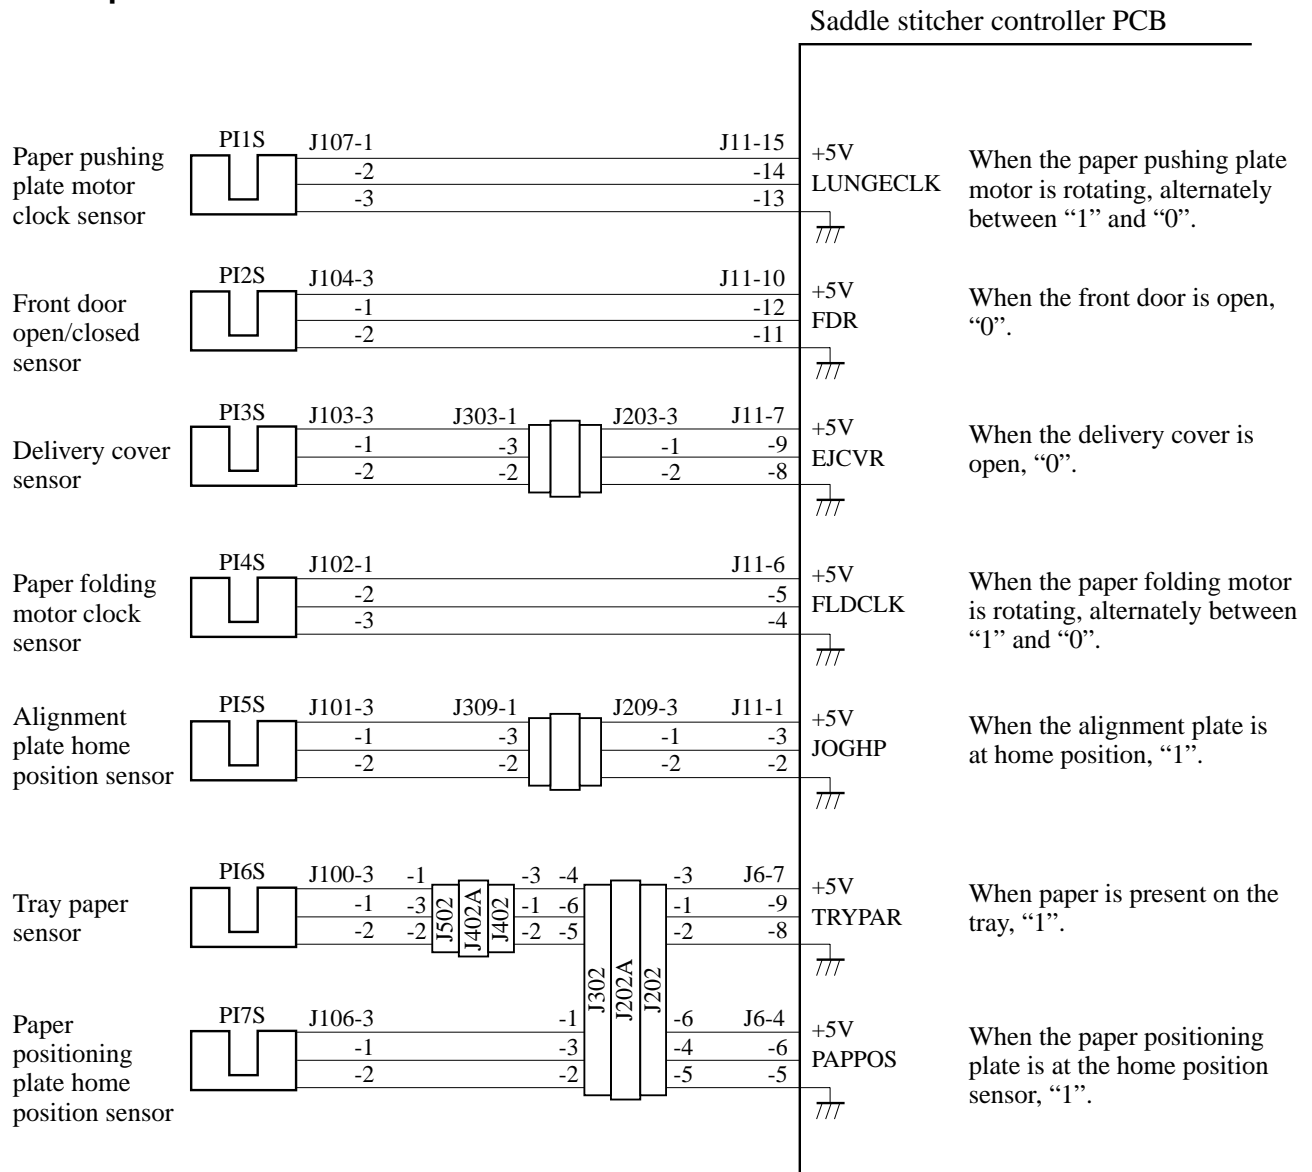 Saddle stitcher controller PCB
Paper pushing
plate motor
clock sensor
PI1S
J107-1
-2
-3
J11-15
-14
-13
+5V
LUNGECLK
When the paper pushing plate
motor is rotating, alternately
between “1” and “0”.
Front door
open/closed
sensor
PI2S
J104-3
-1
-2
J11-10
-12
-11
+5V
FDR
When the front door is open,
“0”.
Delivery cover
sensor
PI3S
J103-3
-1
-2
J303-1
-3
-2
J203-3
-1
-2
J11-7
-9
-8
+5V
EJCVR
When the delivery cover is
open, “0”.
Paper folding
motor clock
sensor
PI4S
J102-1
-2
-3
J11-6
-5
-4
+5V
FLDCLK
When the paper folding motor
is rotating, alternately between
“1” and “0”.
Alignment
plate home
position sensor
PI5S
J101-3
-1
-2
J309-1
-3
-2
J209-3
-1
-2
J11-1
-3
-2
+5V
JOGHP
When the alignment plate is
at home position, “1”.
Tray paper
sensor
PI6S
J100-3
-1
-2
-1
-3
-2
J502
J402A
J402
-3
-1
-2
-4
-6
-5
J302
J202A
J202
-3
-1
-2
J6-7
-9
-8
+5V
TRYPAR
When paper is present on the
tray, “1”.
Paper
positioning
plate home
position sensor
PI7S
J106-3
-1
-2
-1
-3
-2
-6
-4
-5
J6-4
-6
-5
+5V
PAPPOS
When the paper positioning
plate is at the home position
sensor, “1”.